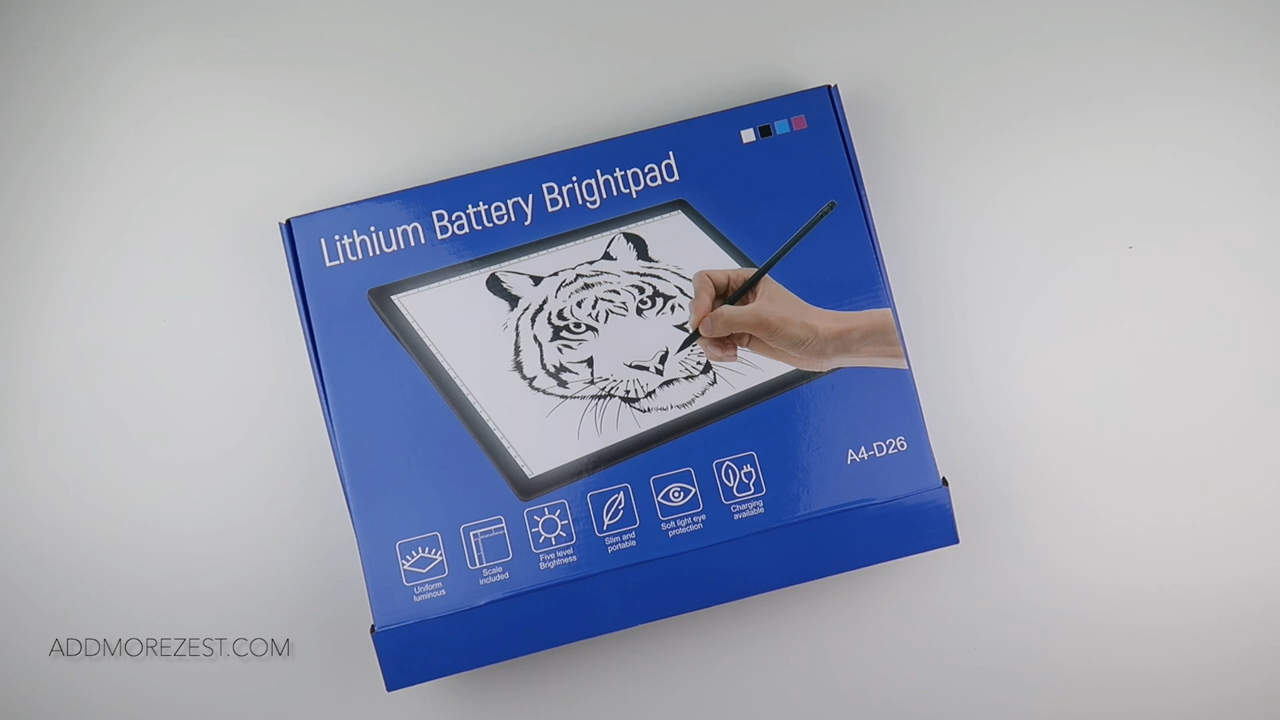 Lithium Battery Brightpad
A4-D26
Uniform
luminous
Scale
included
Five level
Brightness
Slim and
portable
Soft light eye
protection
Charging
available
ADDMOREZEST.COM